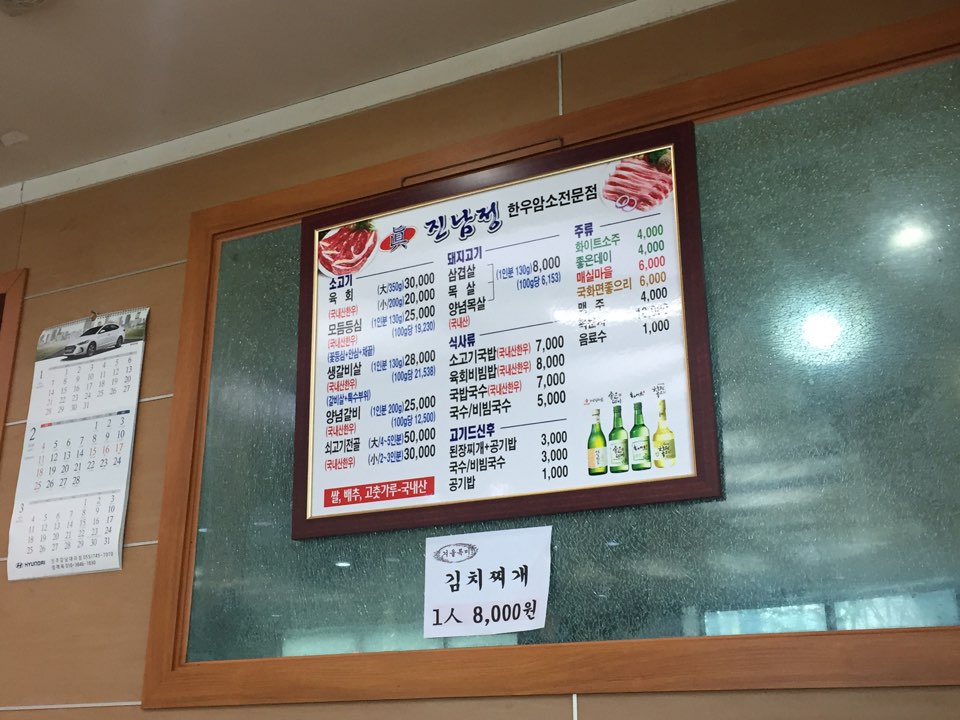 眞 진남정 한우암소전문점
소고기
육 회 (大/350g) 30,000
(국내산한우) (小/200g) 20,000
모듬등심 (1인분 130g) 25,000
(국내산한우) (100g당 19,230)
(꽃등심+안심+채끝)
생갈비살 (1인분 130g) 28,000
(국내산한우) (100g당 21,538)
(갈비살+특수부위)
양념갈비 (1인분 200g) 25,000
(국내산한우) (100g당 12,500)
쇠고기전골 (大/4~5인분) 50,000
(국내산한우) (小/2~3인분) 30,000
쌀, 배추, 고춧가루-국내산
돼지고기
삼겹살 (1인분 130g) 8,000
목 살 (100g당 6,153)
양념목살
(국내산)
식사류
소고기국밥(국내산한우) 7,000
육회비빔밥(국내산한우) 8,000
국밥국수(국내산한우) 7,000
국수/비빔국수 5,000
고기드신후
된장찌개+공기밥 3,000
국수/비빔국수 3,000
공기밥 1,000
주류
화이트소주 4,000
좋은데이 4,000
매실마을 6,000
국화면좋으리 6,000
맥 주 4,000
음료수 1,000
김치찌개
1人 8,000원
1
2
3
HYUNDAI